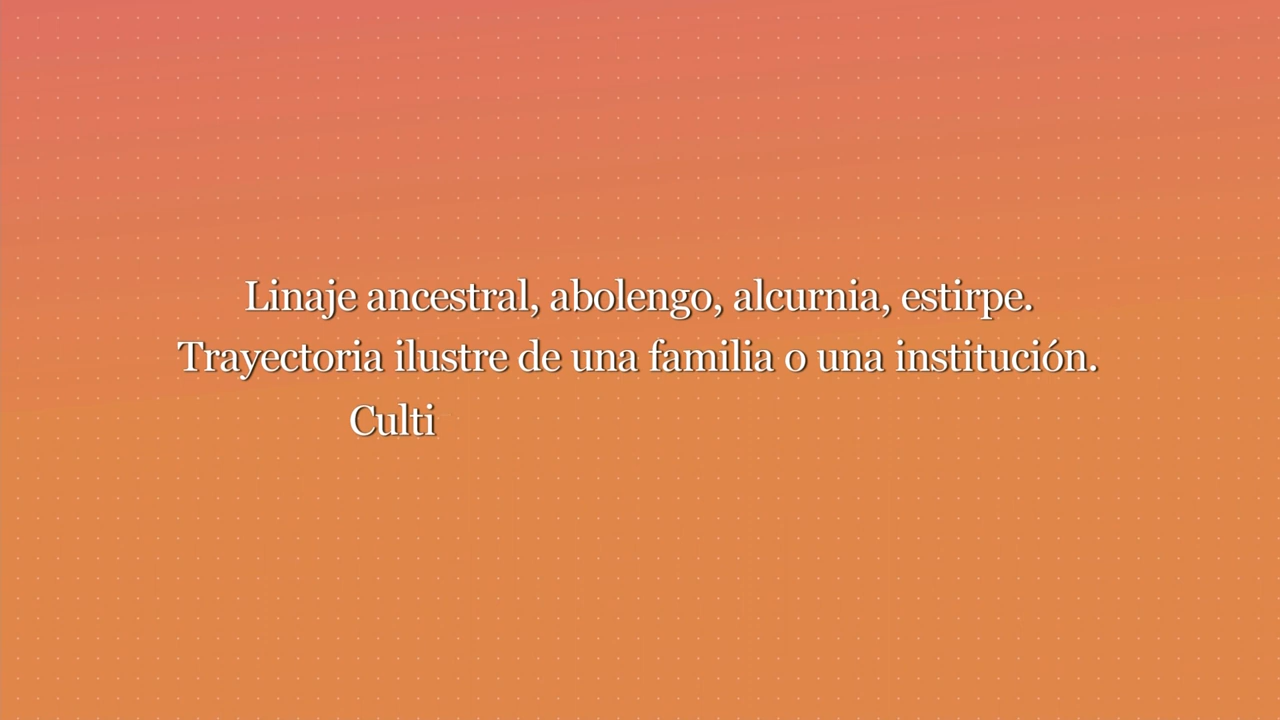 Linaje ancestral, abolengo, alcurnia, estirpe.
Trayectoria ilustre de una familia o una institución.
Culti